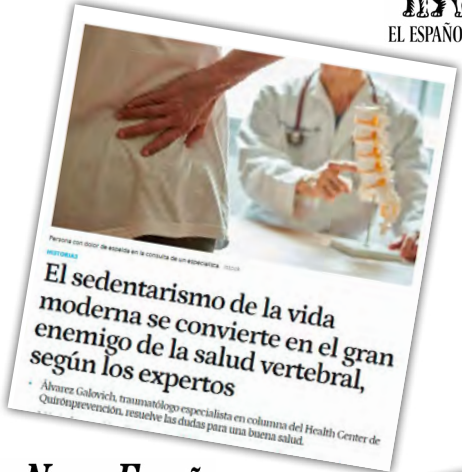 EL ESPAÑO
Persona con dolor de espalda en la consulta de un especialista
HISTORIAS
El sedentarismo de la vida
moderna se convierte en el gran
enemigo de la salud vertebral,
según los expertos
Álvarez Galovich, traumatólogo especialista en columna del Health Center de
Quirónprevención, resuelve las dudas para una buena salud.